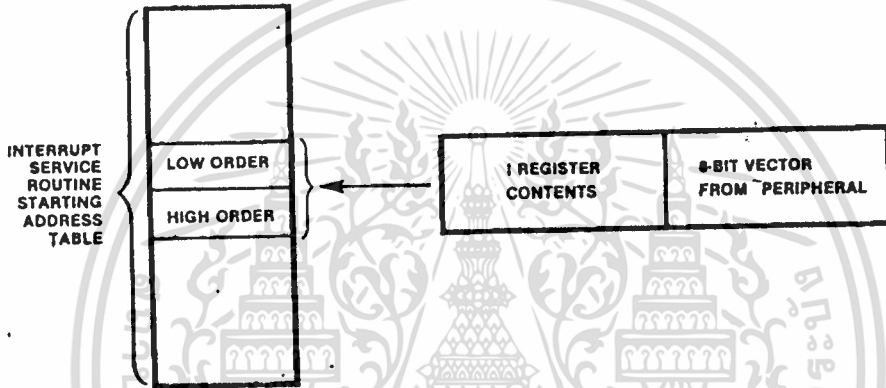 INTERRUPT
SERVICE
ROUTINE
STARTING
ADDRESS
TABLE
LOW ORDER
HIGH ORDER
I REGISTER
CONTENTS
8-BIT VECTOR
FROM PERIPHERAL